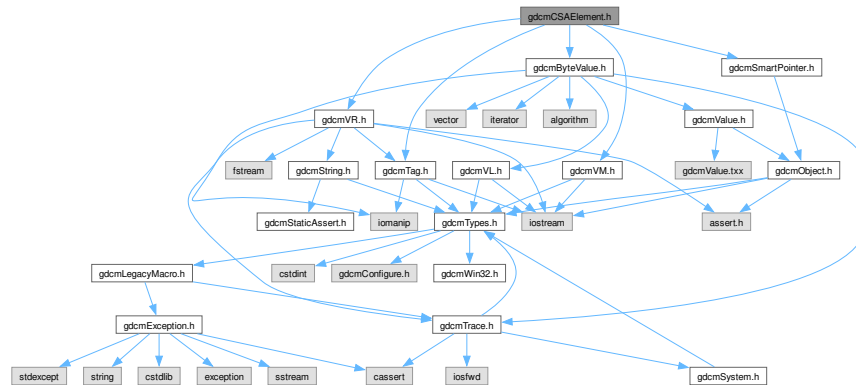 gdcmCSAElement.h
gdcmByteValue.h
gdcmSmartPointer.h
vector
iterator
algorithm
gdcmVR.h
gdcmValue.h
fstream
gdcmString.h
gdcmTag.h
gdcmVL.h
gdcmVM.h
gdcmValue.txx
gdcmObject.h
gdcmStaticAssert.h
iomanip
gdcmTypes.h
iostream
assert.h
gdcmLegacyMacro.h
cstdint
gdcmConfigure.h
gdcmWin32.h
gdcmException.h
gdcmTrace.h
stdexcept
string
cstdlib
exception
sstream
cassert
iosfwd
gdcmSystem.h